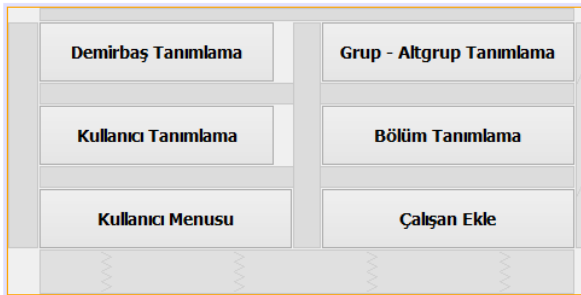 Demirbaş Tanımlama
Grup - Altgrup Tanımlama
Kullanıcı Tanımlama
Bölüm Tanımlama
Kullanıcı Menusu
Çalışan Ekle